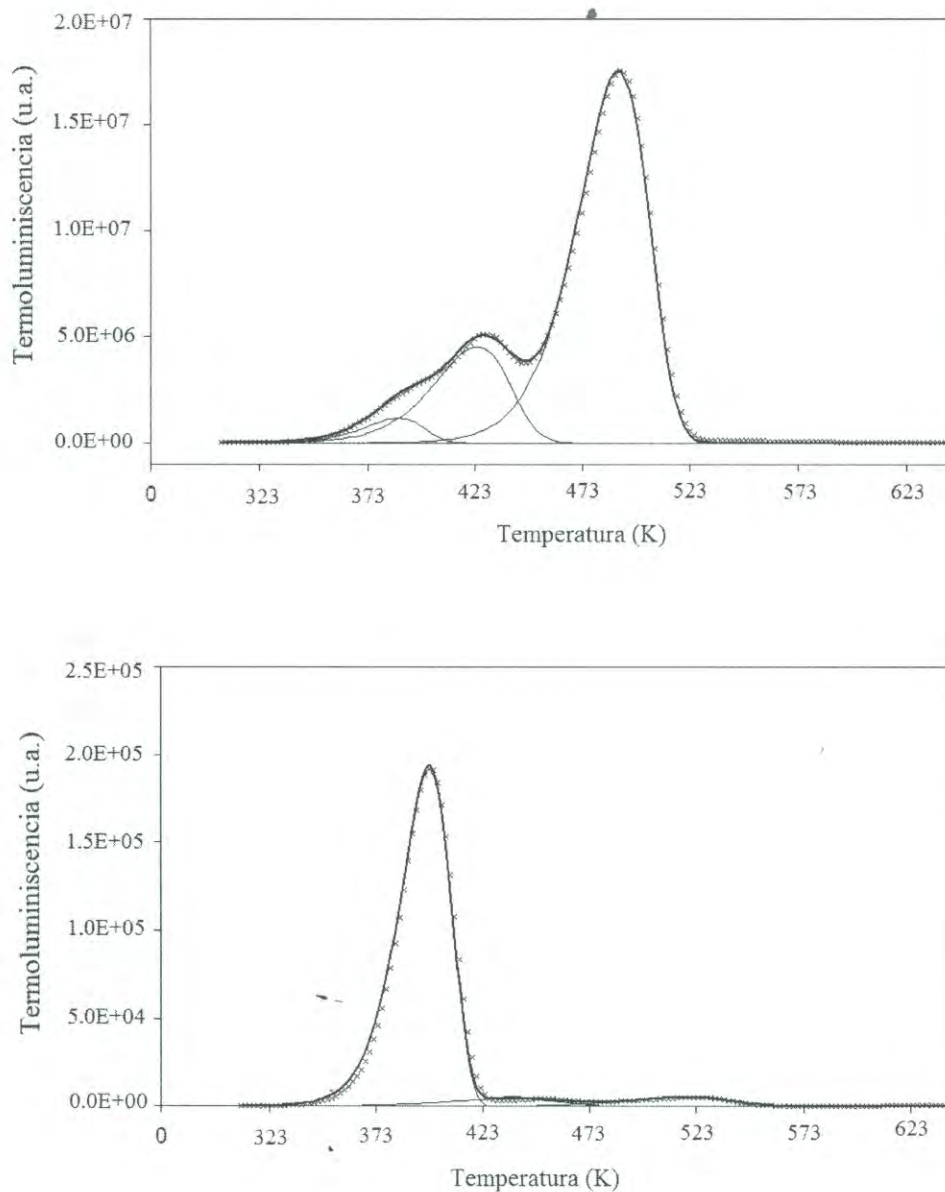 2.0E+07
1.5E+07
1.0E+07
5.0E+06
0.0E+00
Termoluminiscencia (u.a.)
0 323 373 423 473 523 573 623
Temperatura (K)
2.5E+05
2.0E+05
1.5E+05
1.0E+05
5.0E+04
0.0E+00
Termoluminiscencia (u.a.)
0 323 373 423 473 523 573 623
Temperatura (K)